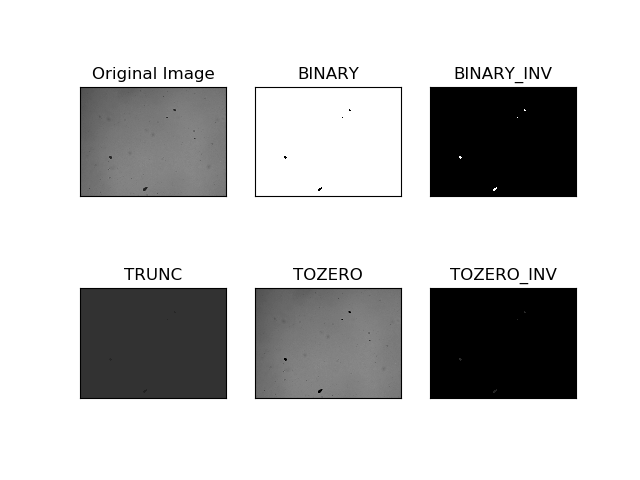 Original Image
BINARY
BINARY_INV
TRUNC
TOZERO
TOZERO_INV